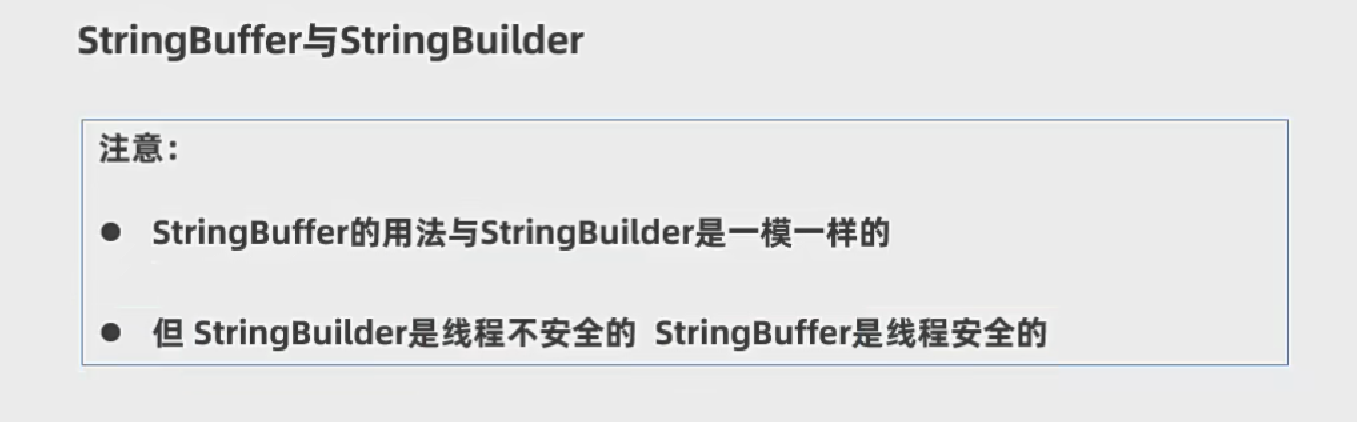 StringBuffer与StringBuilder
注意：
● StringBuffer的用法与StringBuilder是一模一样的
● 但 StringBuilder是线程不安全的 StringBuffer是线程安全的